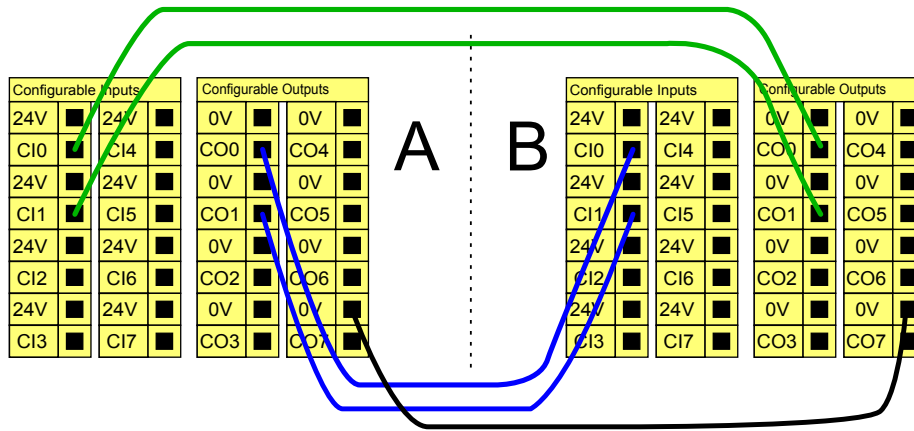 Configurable Inputs
24V 24V
CI0 CI4
24V 24V
CI1 CI5
24V 24V
CI2 CI6
24V 24V
CI3 CI7
Configurable Outputs
0V 0V
CO0 CO4
0V 0V
CO1 CO5
0V 0V
CO2 CO6
0V 0V
CO3 CO7
A
B
Configurable Inputs
24V 24V
CI0 CI4
24V 24V
CI1 CI5
24V 24V
CI2 CI6
24V 24V
CI3 CI7
Configurable Outputs
0V 0V
CO0 CO4
0V 0V
CO1 CO5
0V 0V
CO2 CO6
0V 0V
CO3 CO7